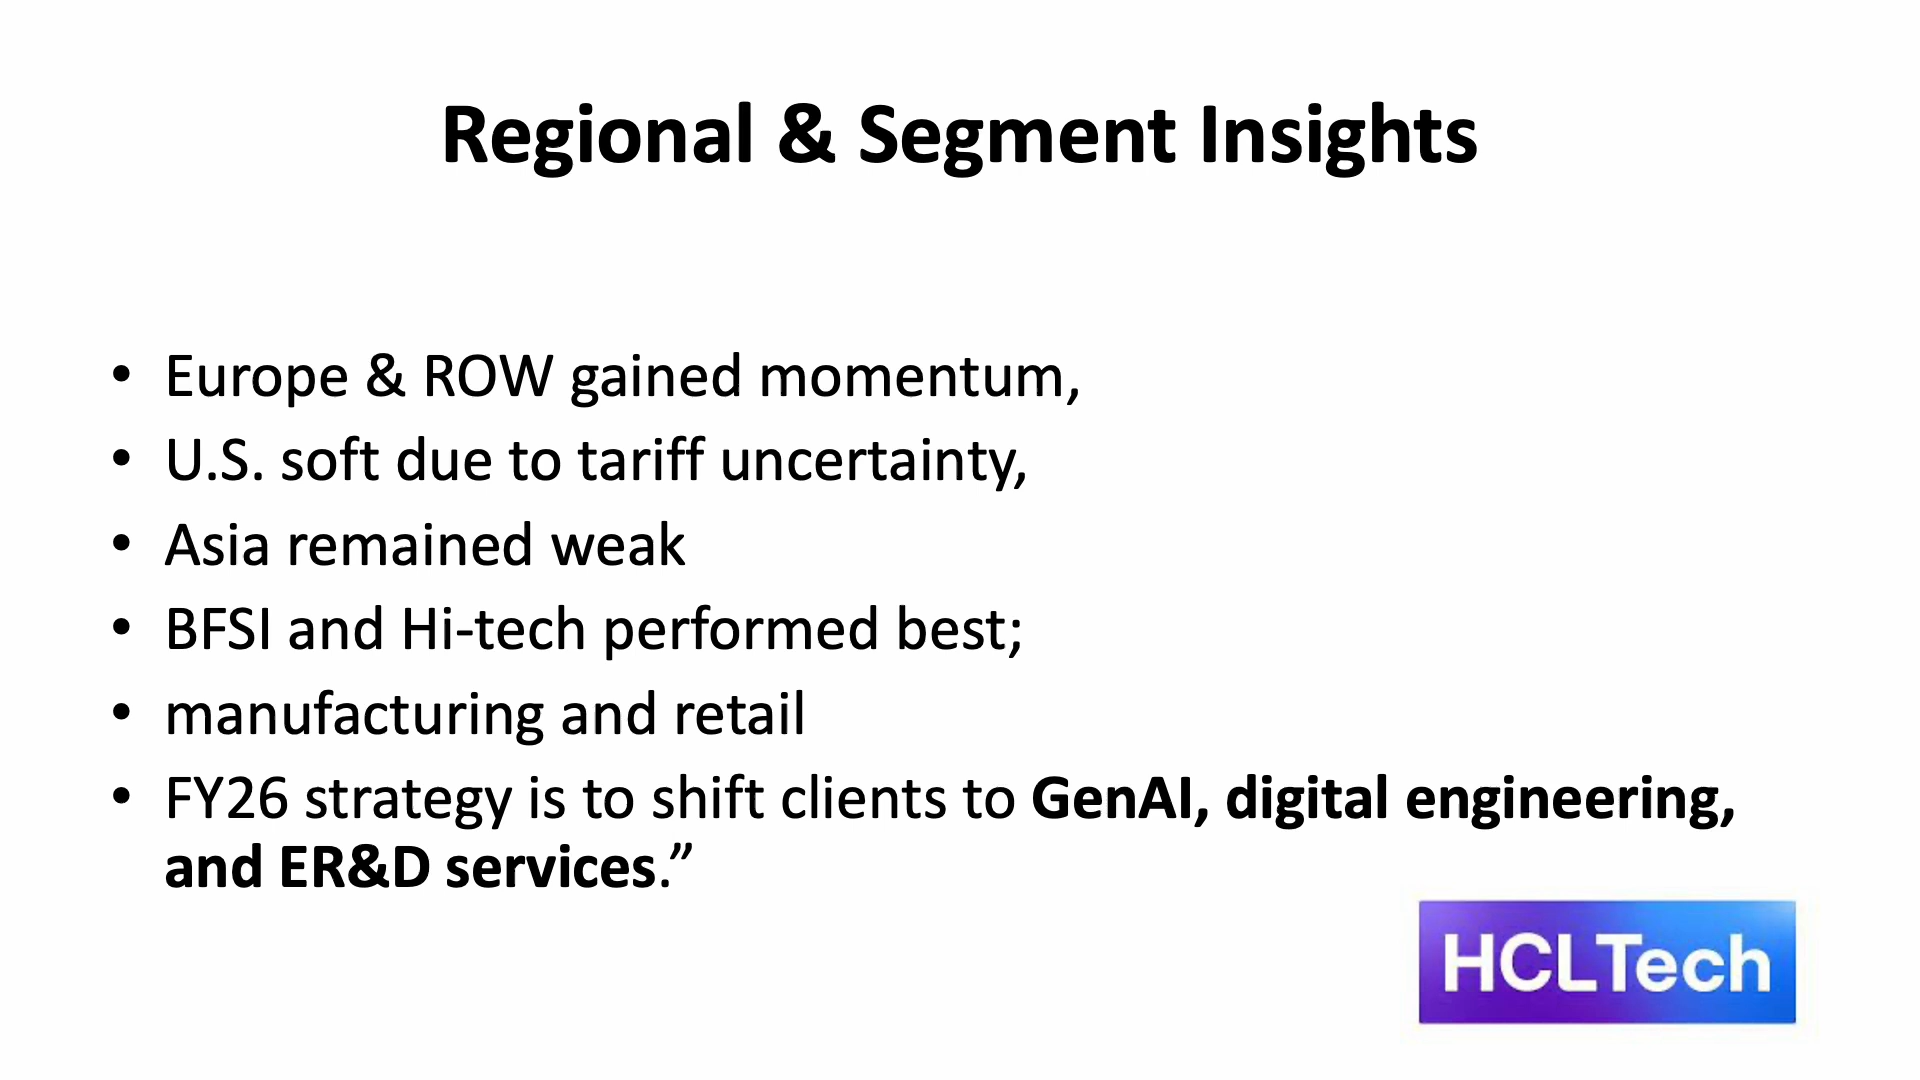 Regional & Segment Insights
• Europe & ROW gained momentum,
• U.S. soft due to tariff uncertainty,
• Asia remained weak
• BFSI and Hi-tech performed best;
• manufacturing and retail
• FY26 strategy is to shift clients to GenAI, digital engineering,
and ER&D services.”
HCLTech